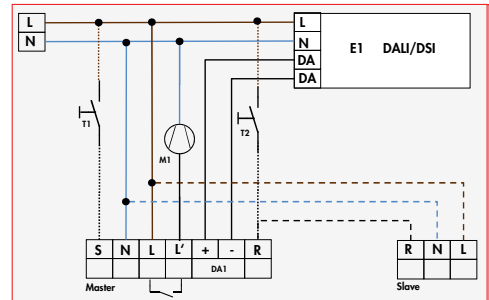 L
N
L
N
DA
DA
E1 DALI/DSI
T1
M1
T2
S N L L' + - R
DA1
Master
R N L
Slave